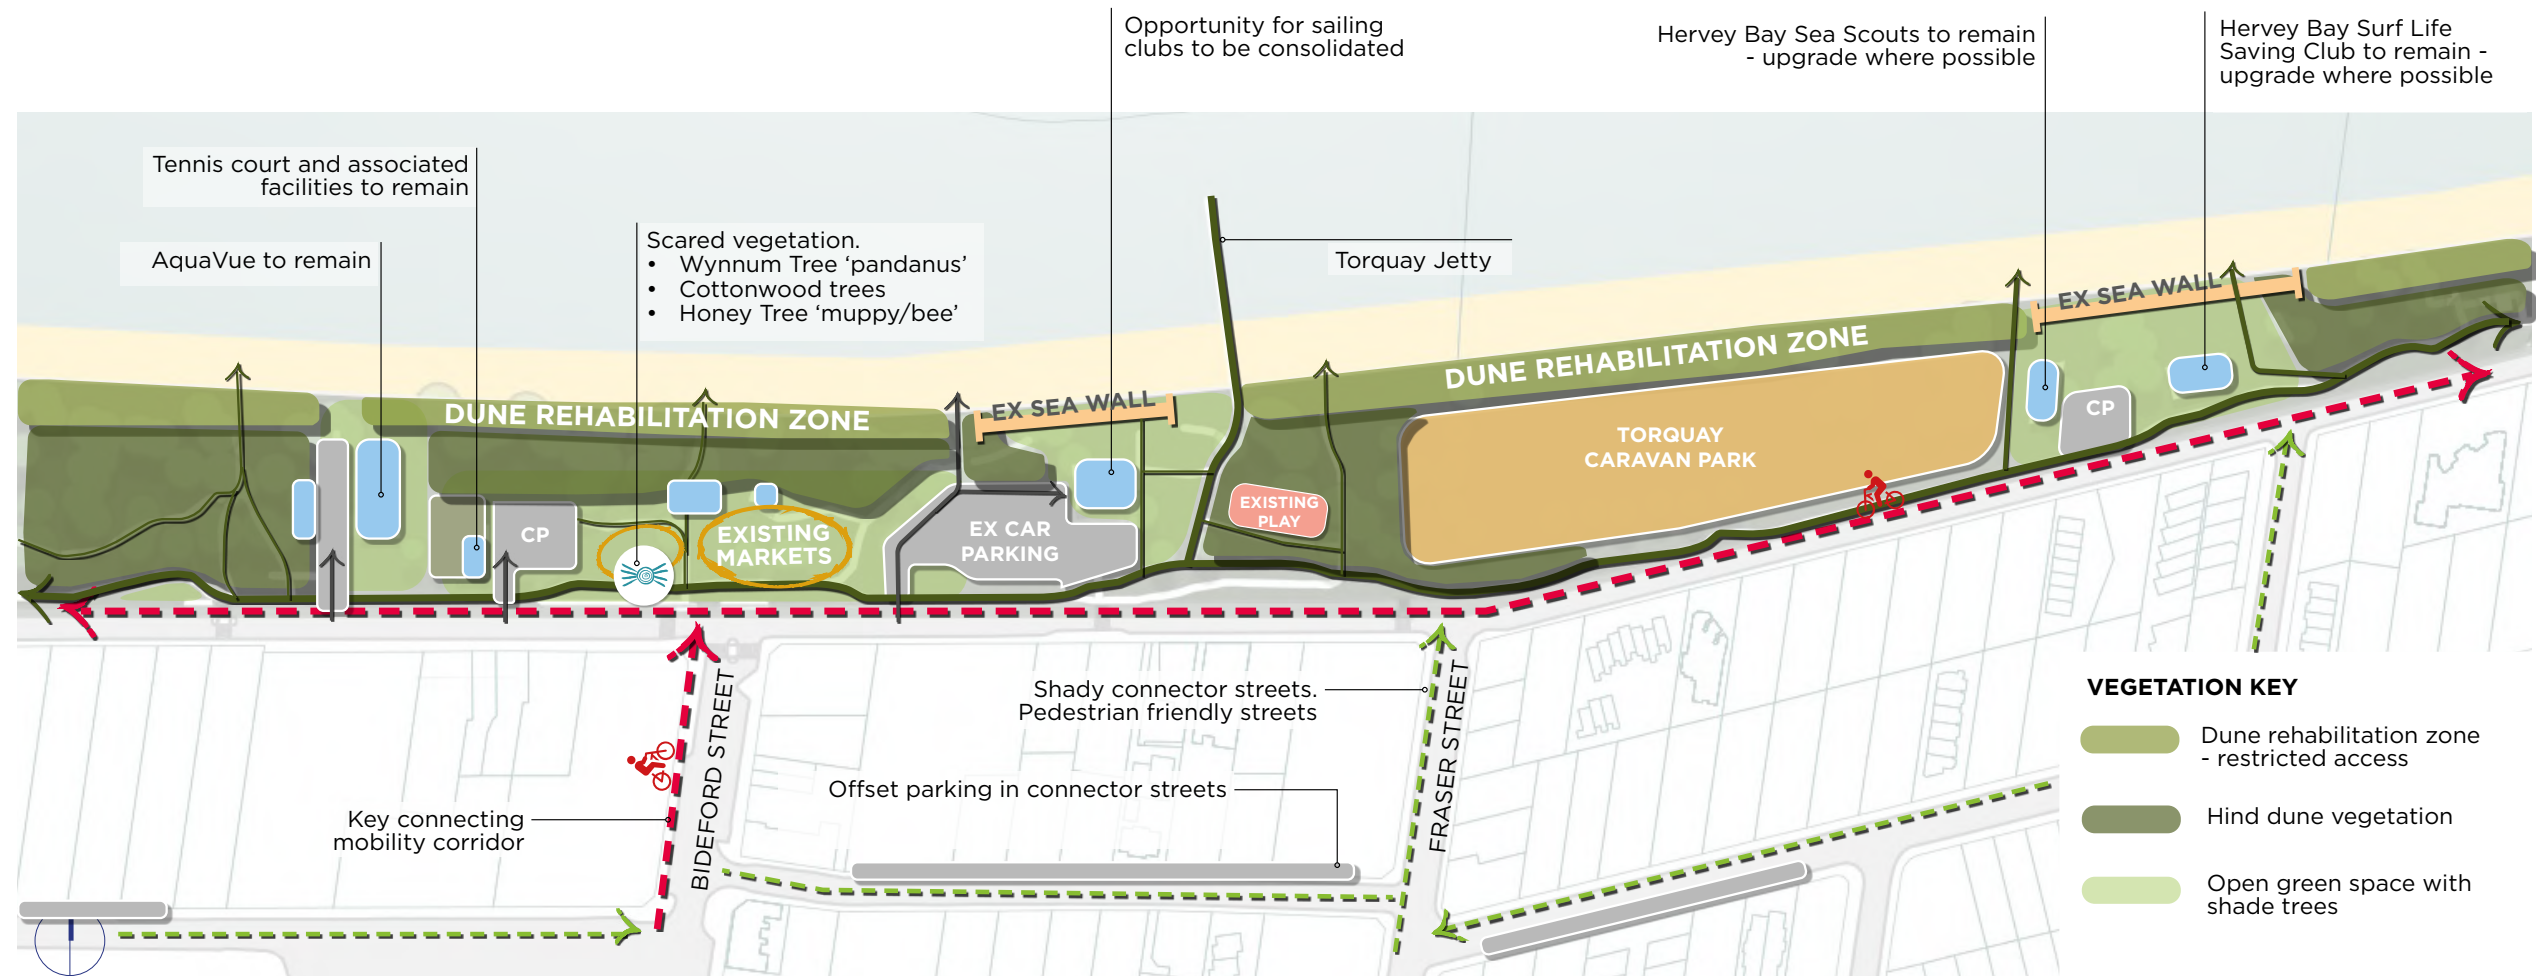 Opportunity for sailing
clubs to be consolidated
Hervey Bay Sea Scouts to remain
- upgrade where possible
Hervey Bay Surf Life
Saving Club to remain -
upgrade where possible
Tennis court and associated
facilities to remain
AquaVue to remain
Scared vegetation.
• Wynnum Tree ‘pandanus’
• Cottonwood trees
• Honey Tree ‘muppy/bee’
Torquay Jetty
EX SEA WALL
DUNE REHABILITATION ZONE
DUNE REHABILITATION ZONE
EX SEA WALL
TORQUAY
CARAVAN PARK
CP
EXISTING
PLAY
CP
EXISTING
MARKETS
EX CAR
PARKING
Shady connector streets.
Pedestrian friendly streets
Offset parking in connector streets
Key connecting
mobility corridor
BIDEFORD STREET
FRASER STREET
VEGETATION KEY
Dune rehabilitation zone
- restricted access
Hind dune vegetation
Open green space with
shade trees